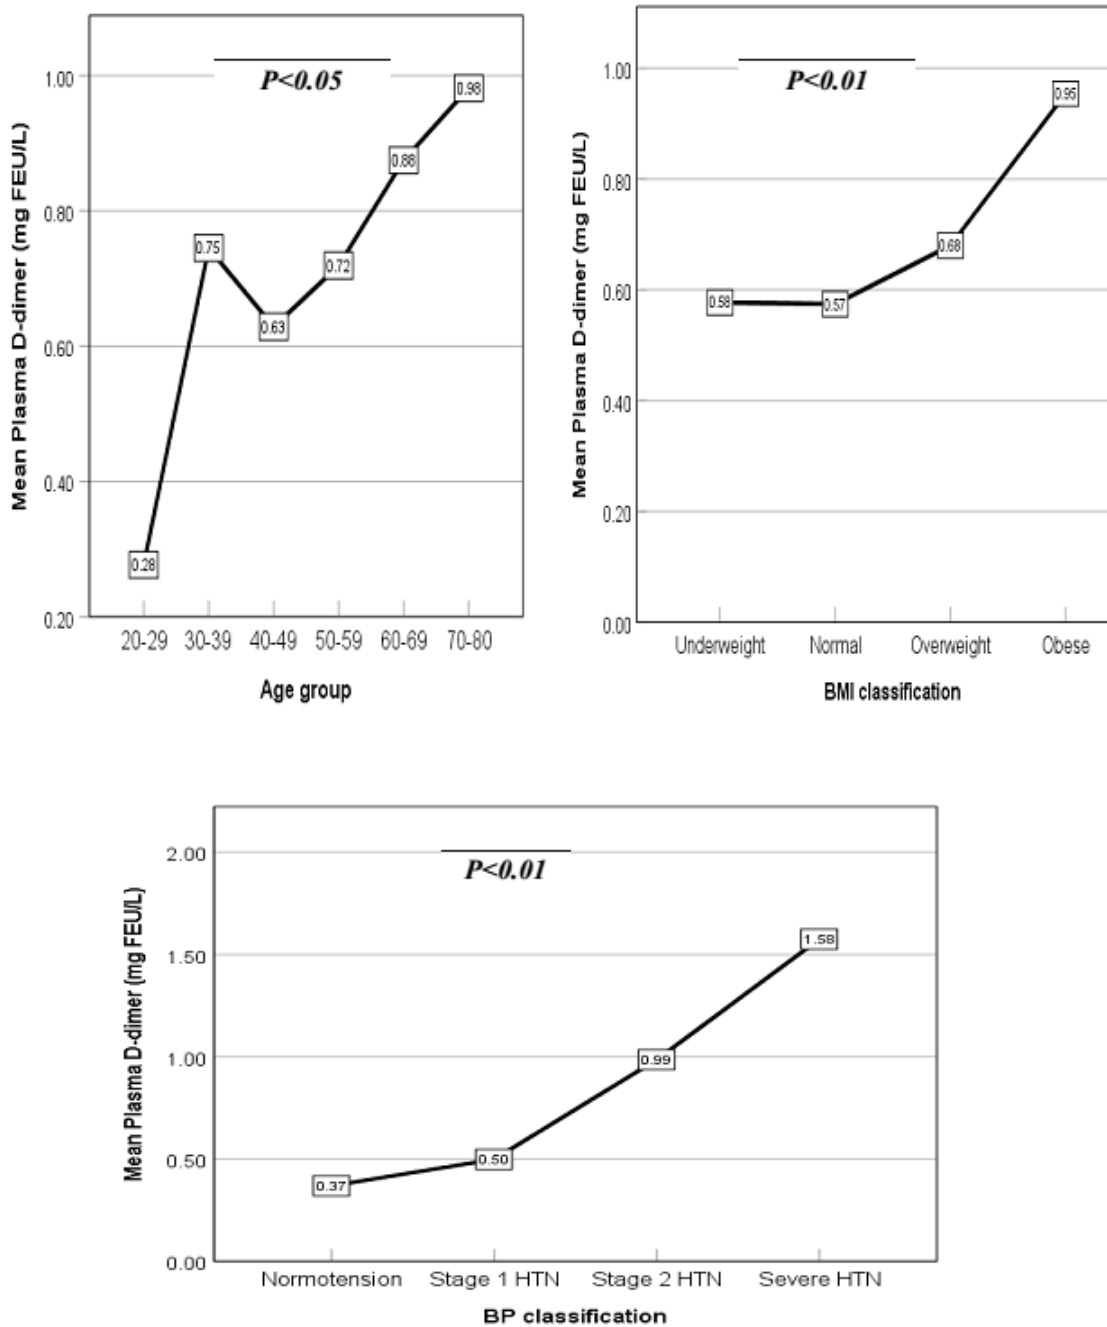 P<0.05
Mean Plasma D-dimer (mg FEU/L)
1.00
0.80
0.60
0.40
0.20
0.28
0.75
0.63
0.72
0.88
0.98
20-29 30-39 40-49 50-59 60-69 70-80
Age group
P<0.01
Mean Plasma D-dimer (mg FEU/L)
1.00
0.80
0.60
0.40
0.20
0.00
0.58
0.57
0.68
0.95
Underweight Normal Overweight Obese
BMI classification
P<0.01
Mean Plasma D-dimer (mg FEU/L)
2.00
1.50
1.00
0.50
0.00
0.37
0.50
0.99
1.58
Normotension Stage 1 HTN Stage 2 HTN Severe HTN
BP classification